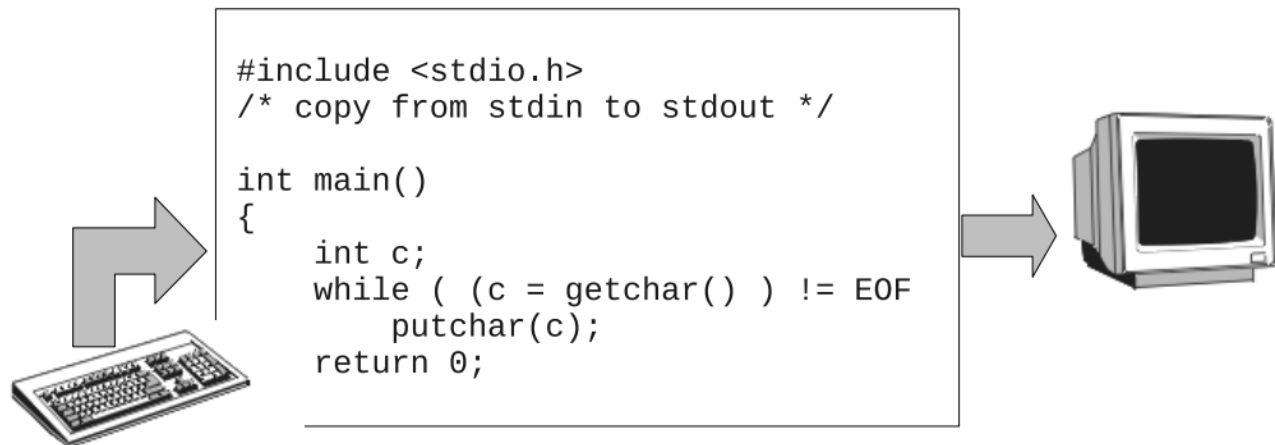 #include <stdio.h>
/* copy from stdin to stdout */
int main()
{
int c;
while ( (c = getchar() ) != EOF
putchar(c);
return 0;